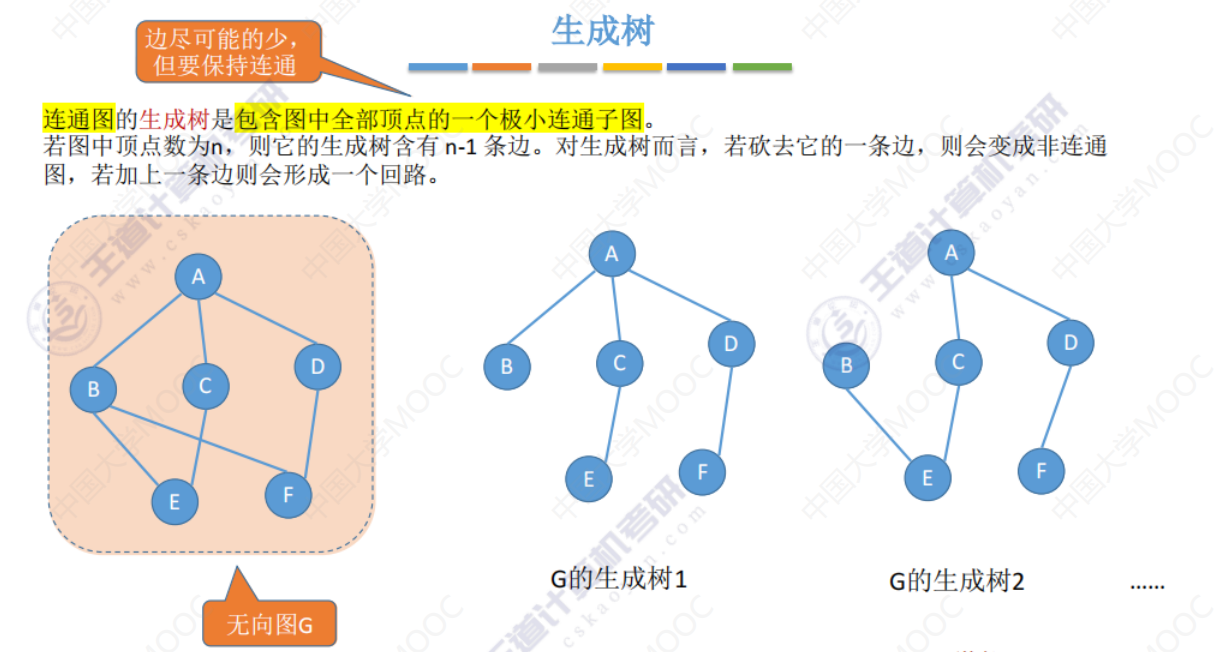 生成树
边尽可能的少，
但要保持连通
连通图的生成树是包含图中全部顶点的一个极小连通子图。
若图中顶点数为n，则它的生成树含有 n-1 条边。对生成树而言，若砍去它的一条边，则会变成非连通
图，若加上一条边则会形成一个回路。
A
B
C
D
E
F
无向图G
A
B
C
D
E
F
G的生成树1
A
B
C
D
E
F
G的生成树2
......
王道计算机考研
www.cskaoyan.com
中国大学MOOC